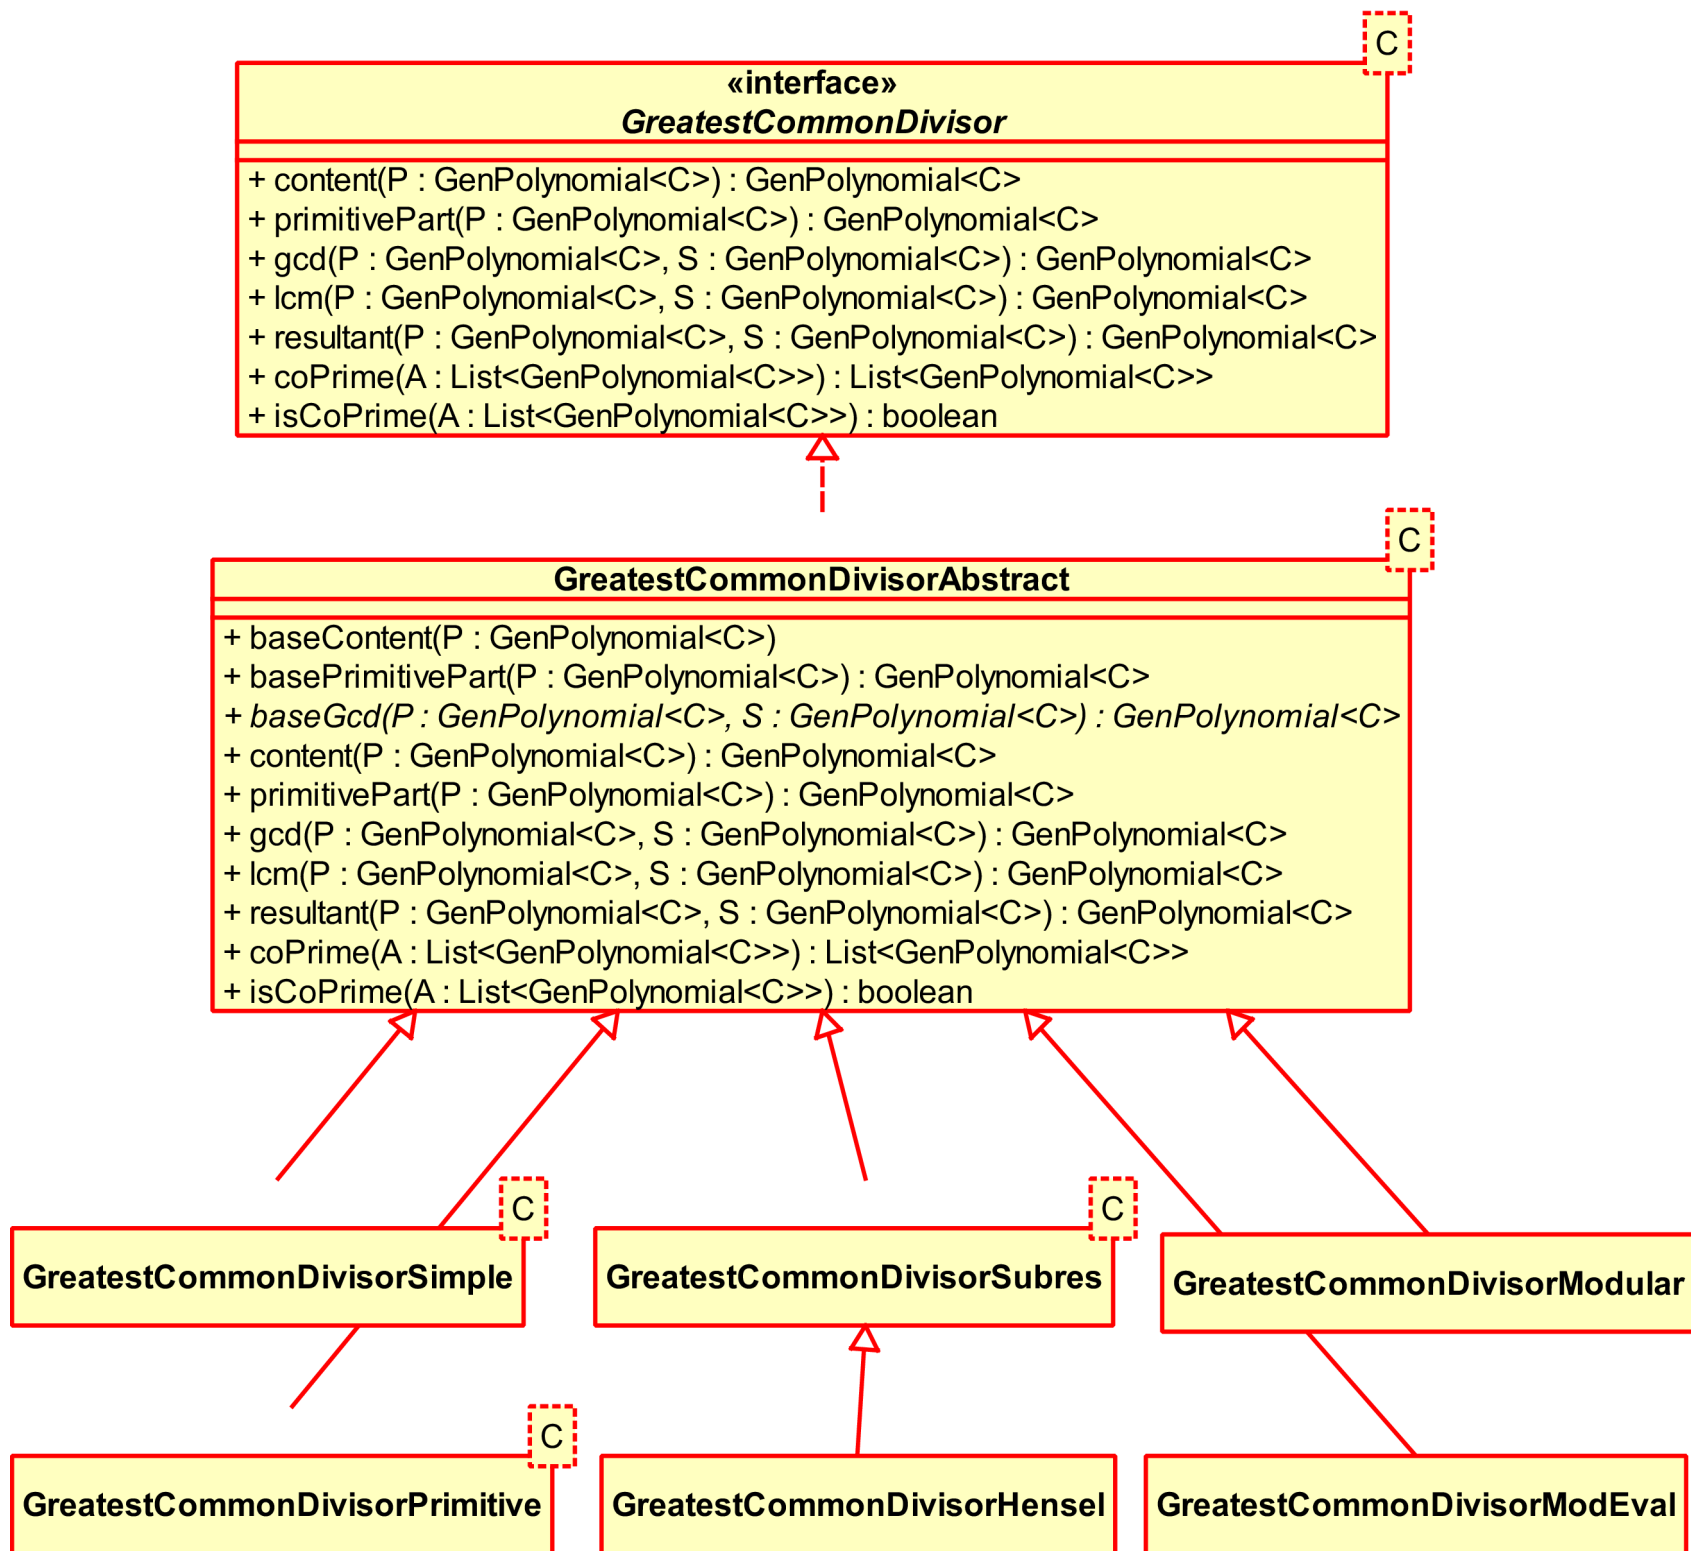 C
«interface»
GreatestCommonDivisor
+ content(P : GenPolynomial<C>) : GenPolynomial<C>
+ primitivePart(P : GenPolynomial<C>) : GenPolynomial<C>
+ gcd(P : GenPolynomial<C>, S : GenPolynomial<C>) : GenPolynomial<C>
+ lcm(P : GenPolynomial<C>, S : GenPolynomial<C>) : GenPolynomial<C>
+ resultant(P : GenPolynomial<C>, S : GenPolynomial<C>) : GenPolynomial<C>
+ coPrime(A : List<GenPolynomial<C>>) : List<GenPolynomial<C>>
+ isCoPrime(A : List<GenPolynomial<C>>) : boolean
C
GreatestCommonDivisorAbstract
+ baseContent(P : GenPolynomial<C>)
+ basePrimitivePart(P : GenPolynomial<C>) : GenPolynomial<C>
+ baseGcd(P : GenPolynomial<C>, S : GenPolynomial<C>) : GenPolynomial<C>
+ content(P : GenPolynomial<C>) : GenPolynomial<C>
+ primitivePart(P : GenPolynomial<C>) : GenPolynomial<C>
+ gcd(P : GenPolynomial<C>, S : GenPolynomial<C>) : GenPolynomial<C>
+ lcm(P : GenPolynomial<C>, S : GenPolynomial<C>) : GenPolynomial<C>
+ resultant(P : GenPolynomial<C>, S : GenPolynomial<C>) : GenPolynomial<C>
+ coPrime(A : List<GenPolynomial<C>>) : List<GenPolynomial<C>>
+ isCoPrime(A : List<GenPolynomial<C>>) : boolean
C
GreatestCommonDivisorSimple
C
GreatestCommonDivisorSubres
GreatestCommonDivisorModular
C
GreatestCommonDivisorPrimitive
GreatestCommonDivisorHensel
GreatestCommonDivisorModEval